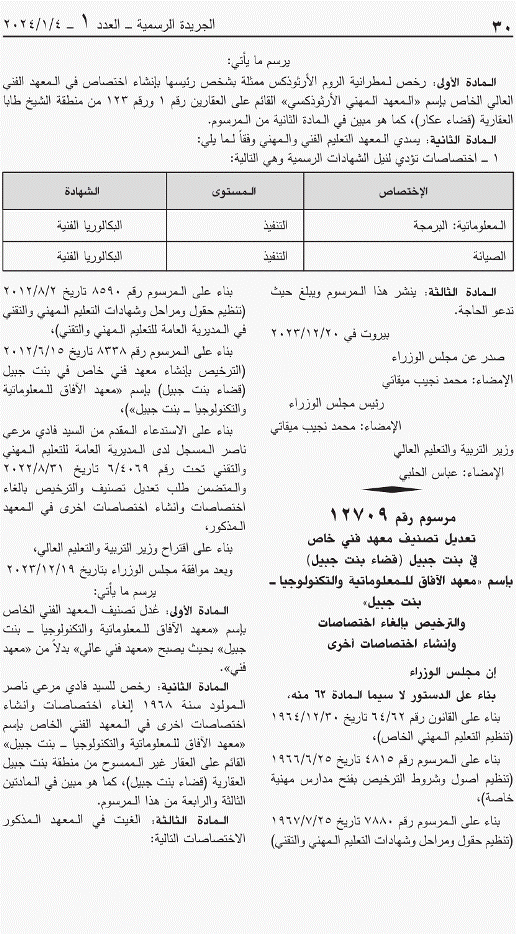 ٣٠
الجريدة الرسمية ــ العدد ١ ــ ٢٠٢٤/١/٤
يرسم ما يأتي:
المادة الأولى: رخص لمطرانية الروم الأرثوذكس ممثلة بشخص رئيسها بإنشاء اختصاص في المعهد الفني
العالي الخاص بإسم «المعهد المهني الأرثوذكسي» القائم على العقارين رقم ١ ورقم ١٢٣ من منطقة الشيخ طابا
العقارية (قضاء عكار)، كما هو مبين في المادة الثانية من المرسوم.
المادة الثانية: يسدي المعهد التعليم الفني والمهني وفقاً لما يلي:
١ ــ اختصاصات تؤدي لنيل الشهادات الرسمية وهي التالية:
الإختصاص المستوى الشهادة
المعلوماتية: البرمجة التنفيذ البكالوريا الفنية
الصيانة التنفيذ البكالوريا الفنية
المادة الثالثة: ينشر هذا المرسوم ويبلغ حيث
تدعو الحاجة.
بيروت في ٢٠٢٣/١٢/٢٠
صدر عن مجلس الوزراء
الإمضاء: محمد نجيب ميقاتي
رئيس مجلس الوزراء
الإمضاء: محمد نجيب ميقاتي
وزير التربية والتعليم العالي
الإمضاء: عباس الحلبي
مرسوم رقم ١٢٧٠٩
تعديل تصنيف معهد فني خاص
في بنت جبيل (قضاء بنت جبيل)
بإسم «معهد الآفاق للمعلوماتية والتكنولوجيا ــ
بنت جبيل»
والترخيص بالغاء اختصاصات
وإنشاء اختصاصات أخرى
إن مجلس الوزراء
بناء على الدستور لا سيما المادة ٦٢ منه،
بناء على القانون رقم ٦٤/٦٢ تاريخ ١٩٦٤/١٢/٣٠
(تنظيم التعليم المهني الخاص)،
بناء على المرسوم رقم ٤٨١٥ تاريخ ١٩٦٦/٦/٢٥
(تنظيم اصول وشروط الترخيص بفتح مدارس مهنية
خاصة)،
بناء على المرسوم رقم ٧٨٨٠ تاريخ ١٩٦٧/٧/٢٥
(تنظيم حقول ومراحل وشهادات التعليم المهني والتقني)
بناء على المرسوم رقم ٨٥٩٠ تاريخ ٢٠١٢/٨/٢
(تنظيم حقول ومراحل وشهادات التعليم المهني والتقني
في المديرية العامة للتعليم المهني والتقني)،
بناء على المرسوم رقم ٨٣٣٨ تاريخ ٢٠١٢/٦/١٥
(الترخيص بإنشاء معهد فني خاص في بنت جبيل
(قضاء بنت جبيل) بإسم «معهد الآفاق للمعلوماتية
والتكنولوجيا ــ بنت جبيل»)،
بناء على الاستدعاء المقدم من السيد فادي مرعي
ناصر المسجل لدى المديرية العامة للتعليم المهني
والتقني تحت رقم ٦/٤٠٦٩ تاريخ ٢٠٢٢/٨/٣١
والمتضمن طلب تعديل تصنيف والترخيص بالغاء
اختصاصات وانشاء اختصاصات اخرى في المعهد
المذكور،
بناء على اقتراح وزير التربية والتعليم العالي،
وبعد موافقة مجلس الوزراء بتاريخ ٢٠٢٣/١٢/١٩
يرسم ما يأتي:
المادة الأولى: عُدل تصنيف المعهد الفني الخاص
بإسم «معهد الآفاق للمعلوماتية والتكنولوجيا ــ بنت
جبيل» بحيث يصبح «معهد فني عالي» بدلاً من «معهد
فني».
المادة الثانية: رخص للسيد فادي مرعي ناصر
المولود سنة ١٩٦٨ إلغاء اختصاصات وانشاء
اختصاصات اخرى في المعهد الفني الخاص بإسم
«معهد الآفاق للمعلوماتية والتكنولوجيا ــ بنت جبيل»
القائم على العقار غير الممسوح من منطقة بنت جبيل
العقارية (قضاء بنت جبيل)، كما هو مبين في المادتين
الثالثة والرابعة من هذا المرسوم.
المادة الثالثة: الغيت في المعهد المذكور
الاختصاصات التالية: